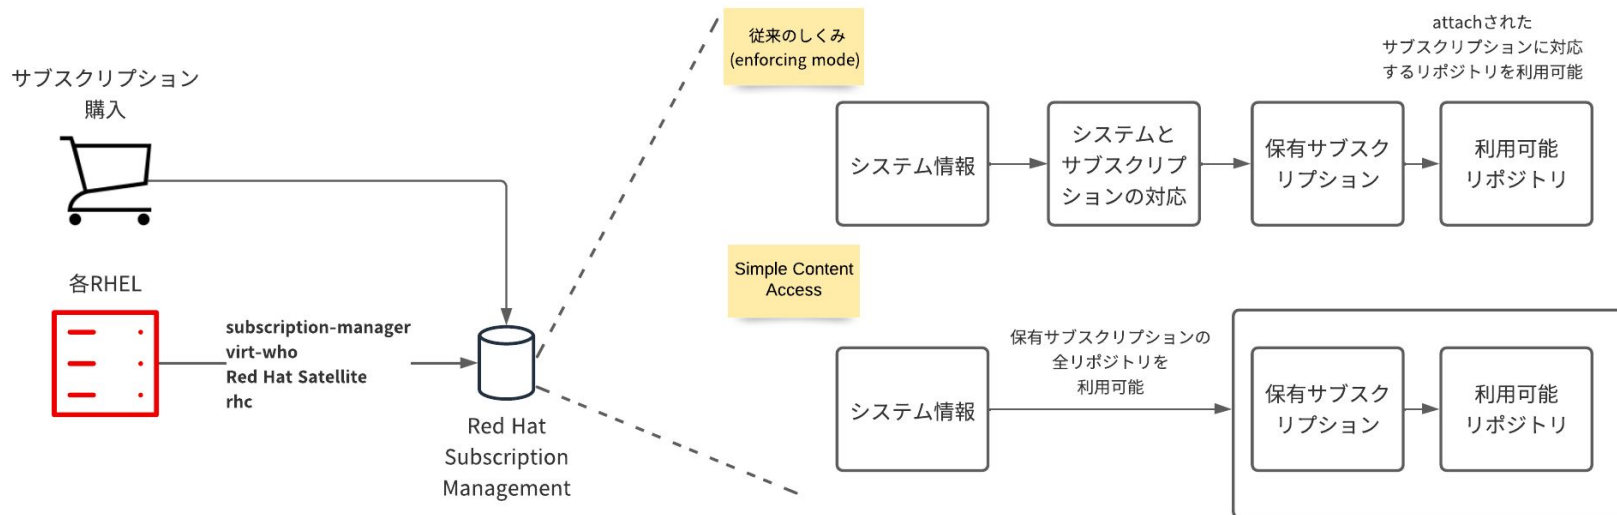 サブスクリプション
購入
各RHEL
subscription-manager
virt-who
Red Hat Satellite
rhc
Red Hat
Subscription
Management
従来のしくみ
(enforcing mode)
attachされた
サブスクリプションに対応
するリポジトリを利用可能
システム情報
システムと
サブスクリプ
ションの対応
保有サブスク
リプション
利用可能
リポジトリ
Simple Content
Access
システム情報
保有サブスクリプションの
全リポジトリを
利用可能
保有サブスク
リプション
利用可能
リポジトリ